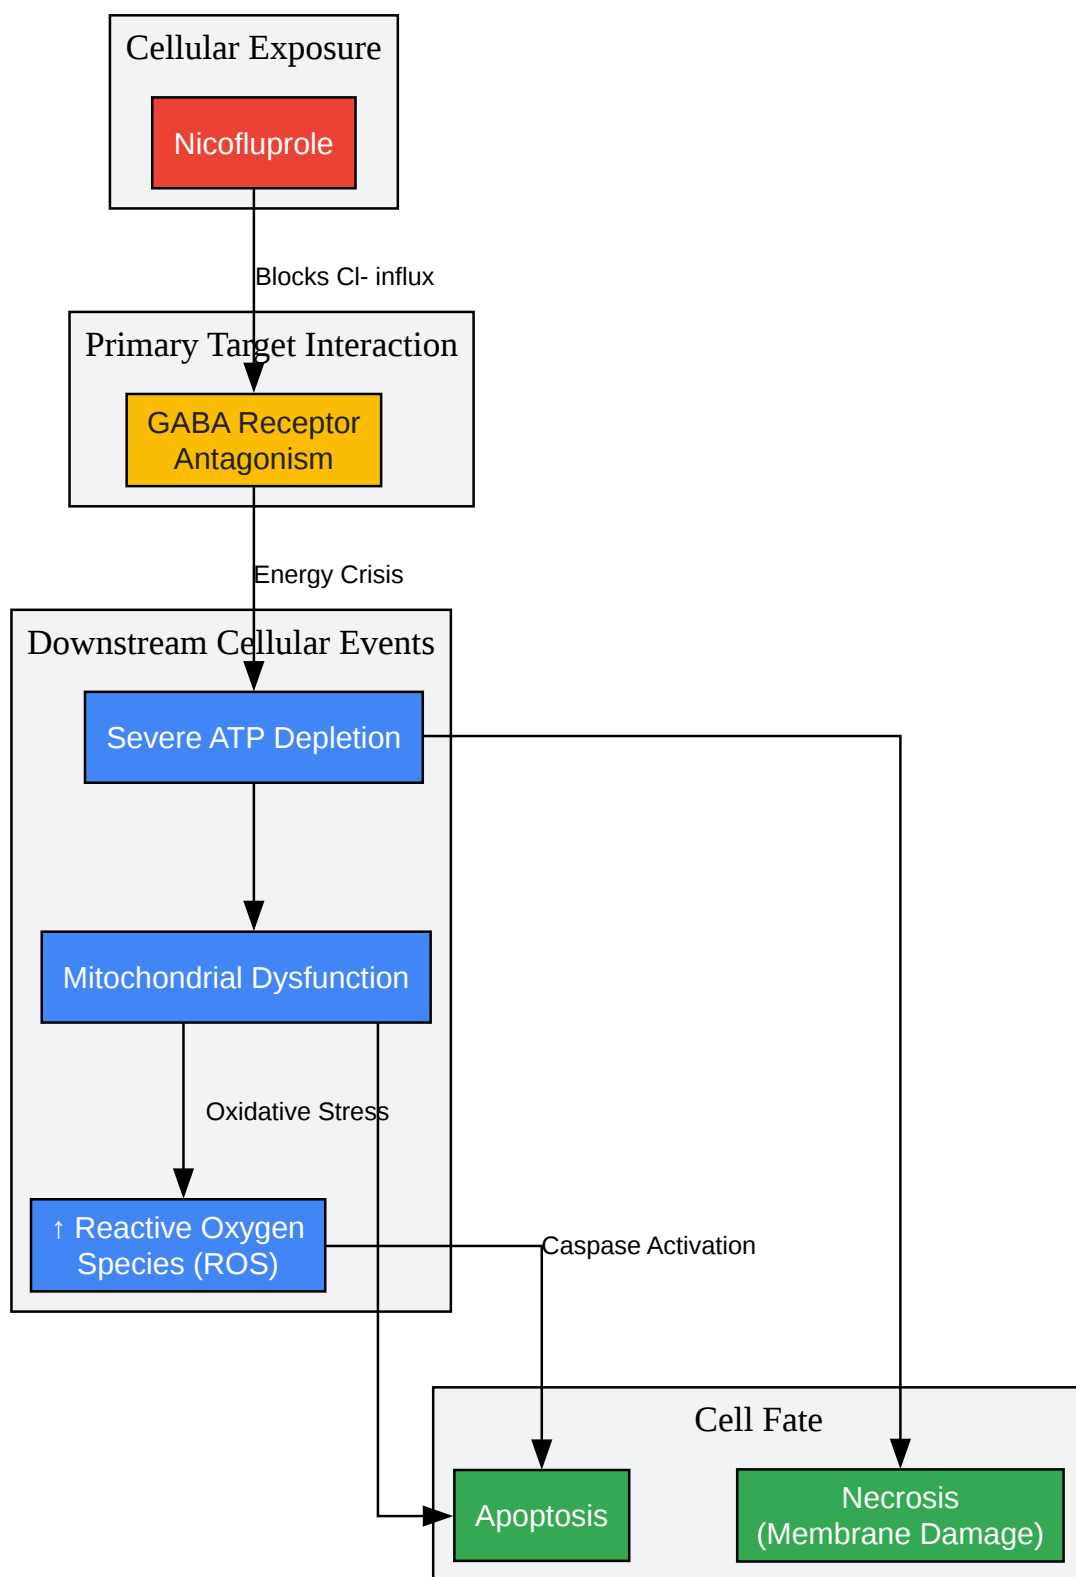 Cellular Exposure
Nicofluprole
Blocks Cl- influx
Primary Target Interaction
GABA Receptor
Antagonism
Energy Crisis
Downstream Cellular Events
Severe ATP Depletion
Mitochondrial Dysfunction
Oxidative Stress
↑ Reactive Oxygen
Species (ROS)
Caspase Activation
Cell Fate
Apoptosis
Necrosis
(Membrane Damage)